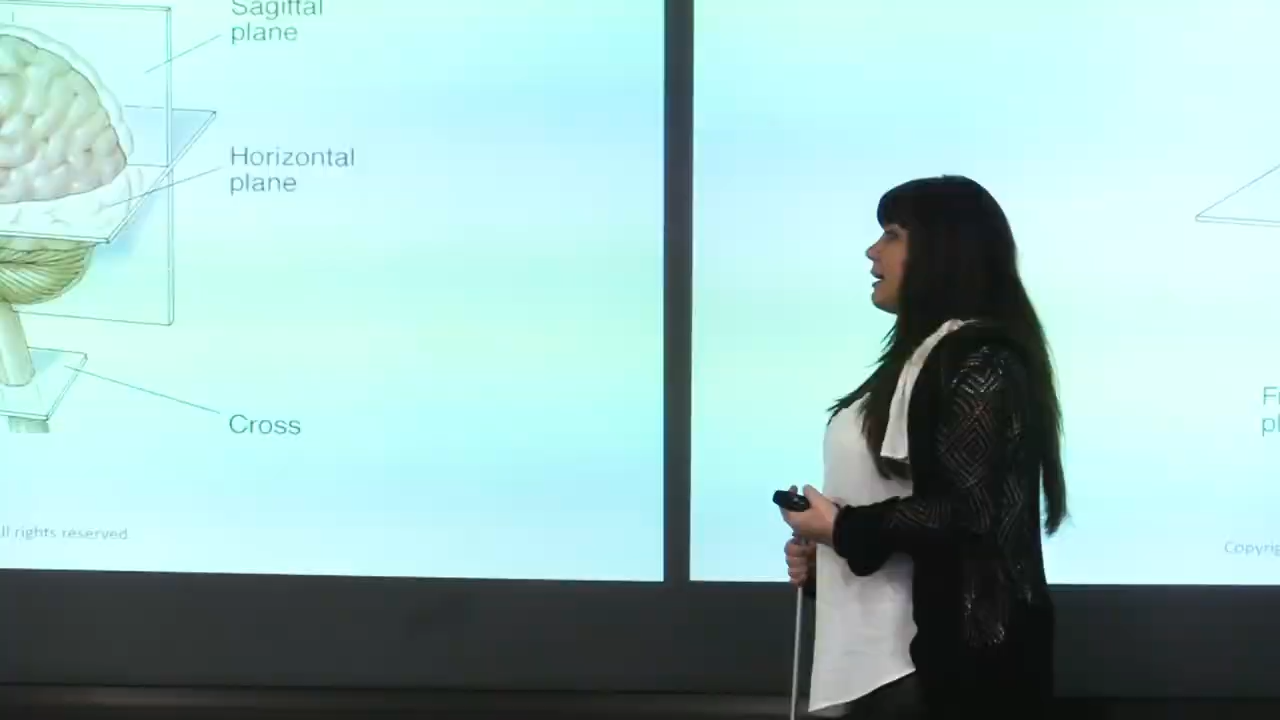 Sagittal
plane
Horizontal
plane
Cross
ll rights reserved